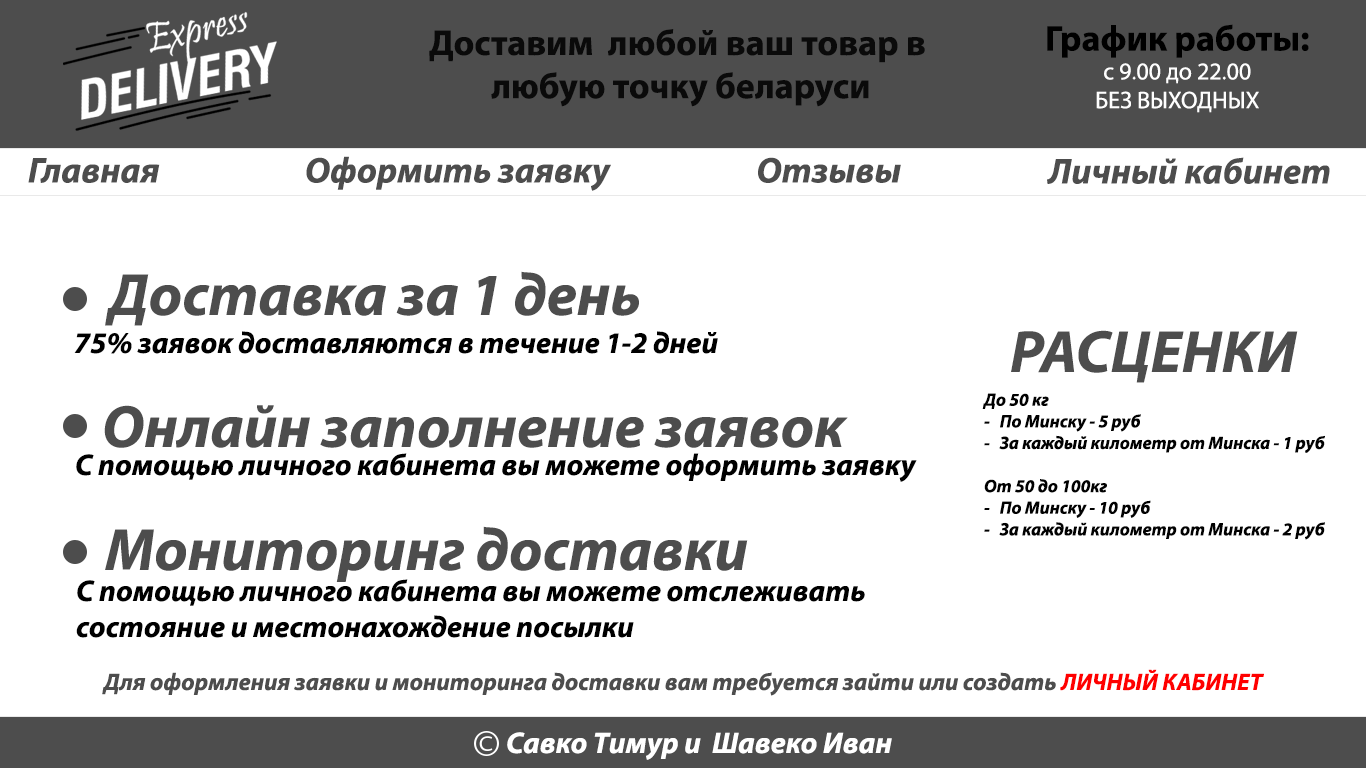 Express
DELIVERY
Доставим любой ваш товар в
любую точку беларуси
График работы:
с 9.00 до 22.00
БЕЗ ВЫХОДНЫХ
Главная
Оформить заявку
Отзывы
Личный кабинет
● Доставка за 1 день
75% заявок доставляются в течение 1-2 дней
● Онлайн заполнение заявок
С помощью личного кабинета вы можете оформить заявку
● Мониторинг доставки
С помощью личного кабинета вы можете отслеживать
состояние и местонахождение посылки
РАСЦЕНКИ
До 50 кг
- По Минску - 5 руб
- За каждый километр от Минска - 1 руб
От 50 до 100кг
- По Минску - 10 руб
- За каждый километр от Минска - 2 руб
Для оформления заявки и мониторинга доставки вам требуется зайти или создать ЛИЧНЫЙ КАБИНЕТ
© Савко Тимур и Шавеко Иван